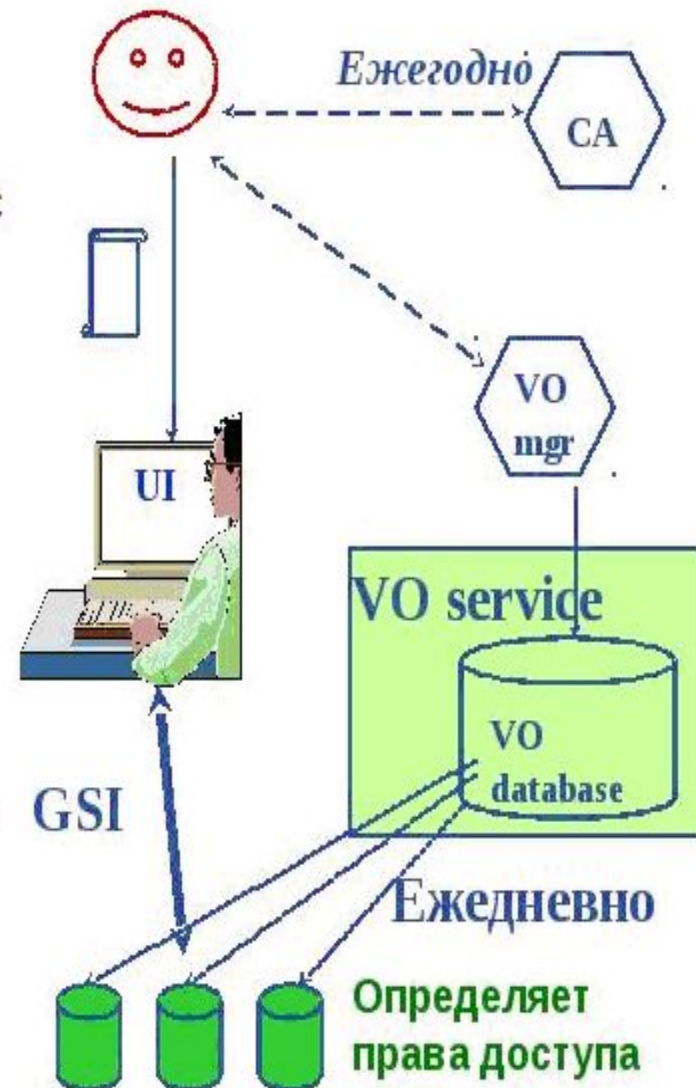 Ежегодно
CA
VO
mgr
UI
VO service
VO
database
GSI
Ежедневно
Определяет
права доступа